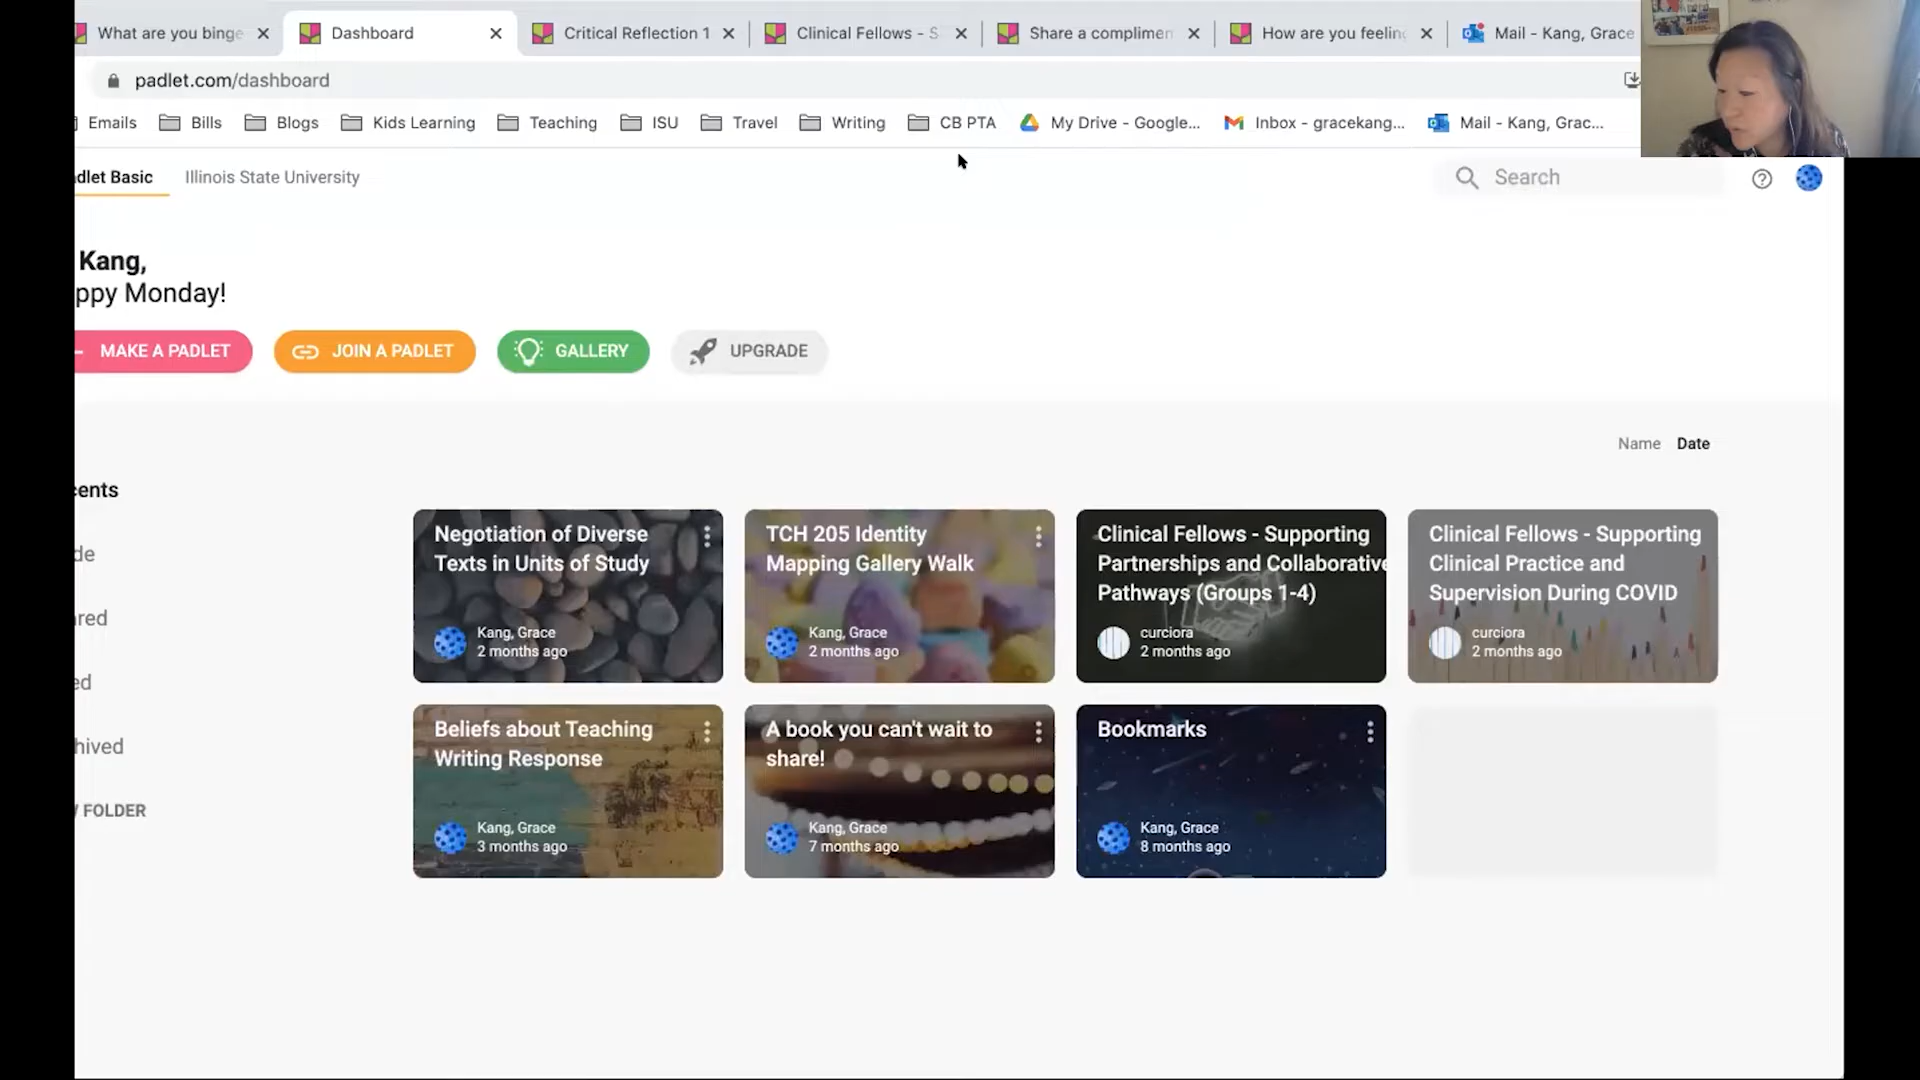 What are you binge
Dashboard
Critical Reflection 1
Clinical Fellows - S
Share a complimen
How are you feeling
Mail - Kang, Grace
padlet.com/dashboard
Emails
Bills
Blogs
Kids Learning
Teaching
ISU
Travel
Writing
CB PTA
My Drive - Google...
Inbox - gracekang...
Mail - Kang, Grac...
adlet Basic
Illinois State University
Search
Kang,
ppy Monday!
MAKE A PADLET
JOIN A PADLET
GALLERY
UPGRADE
Name
Date
cents
de
ared
ed
hived
FOLDER
Negotiation of Diverse
Texts in Units of Study
Kang, Grace
2 months ago
TCH 205 Identity
Mapping Gallery Walk
Kang, Grace
2 months ago
Clinical Fellows - Supporting
Partnerships and Collaborative
Pathways (Groups 1-4)
curciora
2 months ago
Clinical Fellows - Supporting
Clinical Practice and
Supervision During COVID
curciora
2 months ago
Beliefs about Teaching
Writing Response
Kang, Grace
3 months ago
A book you can't wait to
share!
Kang, Grace
7 months ago
Bookmarks
Kang, Grace
8 months ago